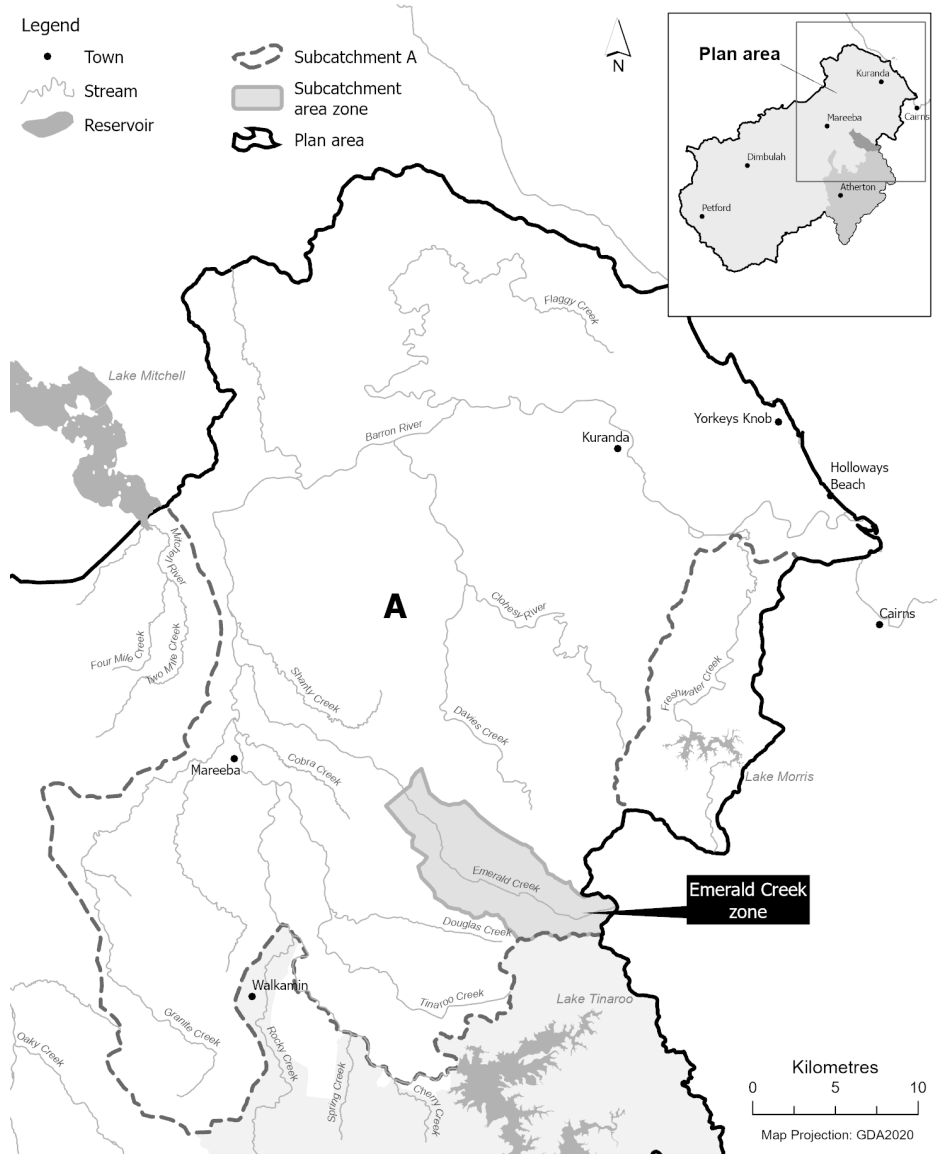 Legend
Town
Stream
Reservoir
Subcatchment A
Subcatchment
area zone
Plan area
N
Plan area
Kuranda
Cairns
Mareeba
Dimbulah
Atherton
Petford
Flaggy Creek
Lake Mitchell
Barron River
Kuranda
Yorkeys Knob
Holloways
Beach
Mitchell River
A
Clohesy River
Cairns
Four Mile Creek
Two Mile Creek
Shanty Creek
Freshwater Creek
Davies Creek
Mareeba
Cobra Creek
Lake Morris
Emerald Creek
Emerald Creek
zone
Douglas Creek
Walkamin
Tinaroo Creek
Lake Tinaroo
Granite Creek
Oaky Creek
Rocky Creek
Spring Creek
Cherry Creek
Kilometres
0 5 10
Map Projection: GDA2020